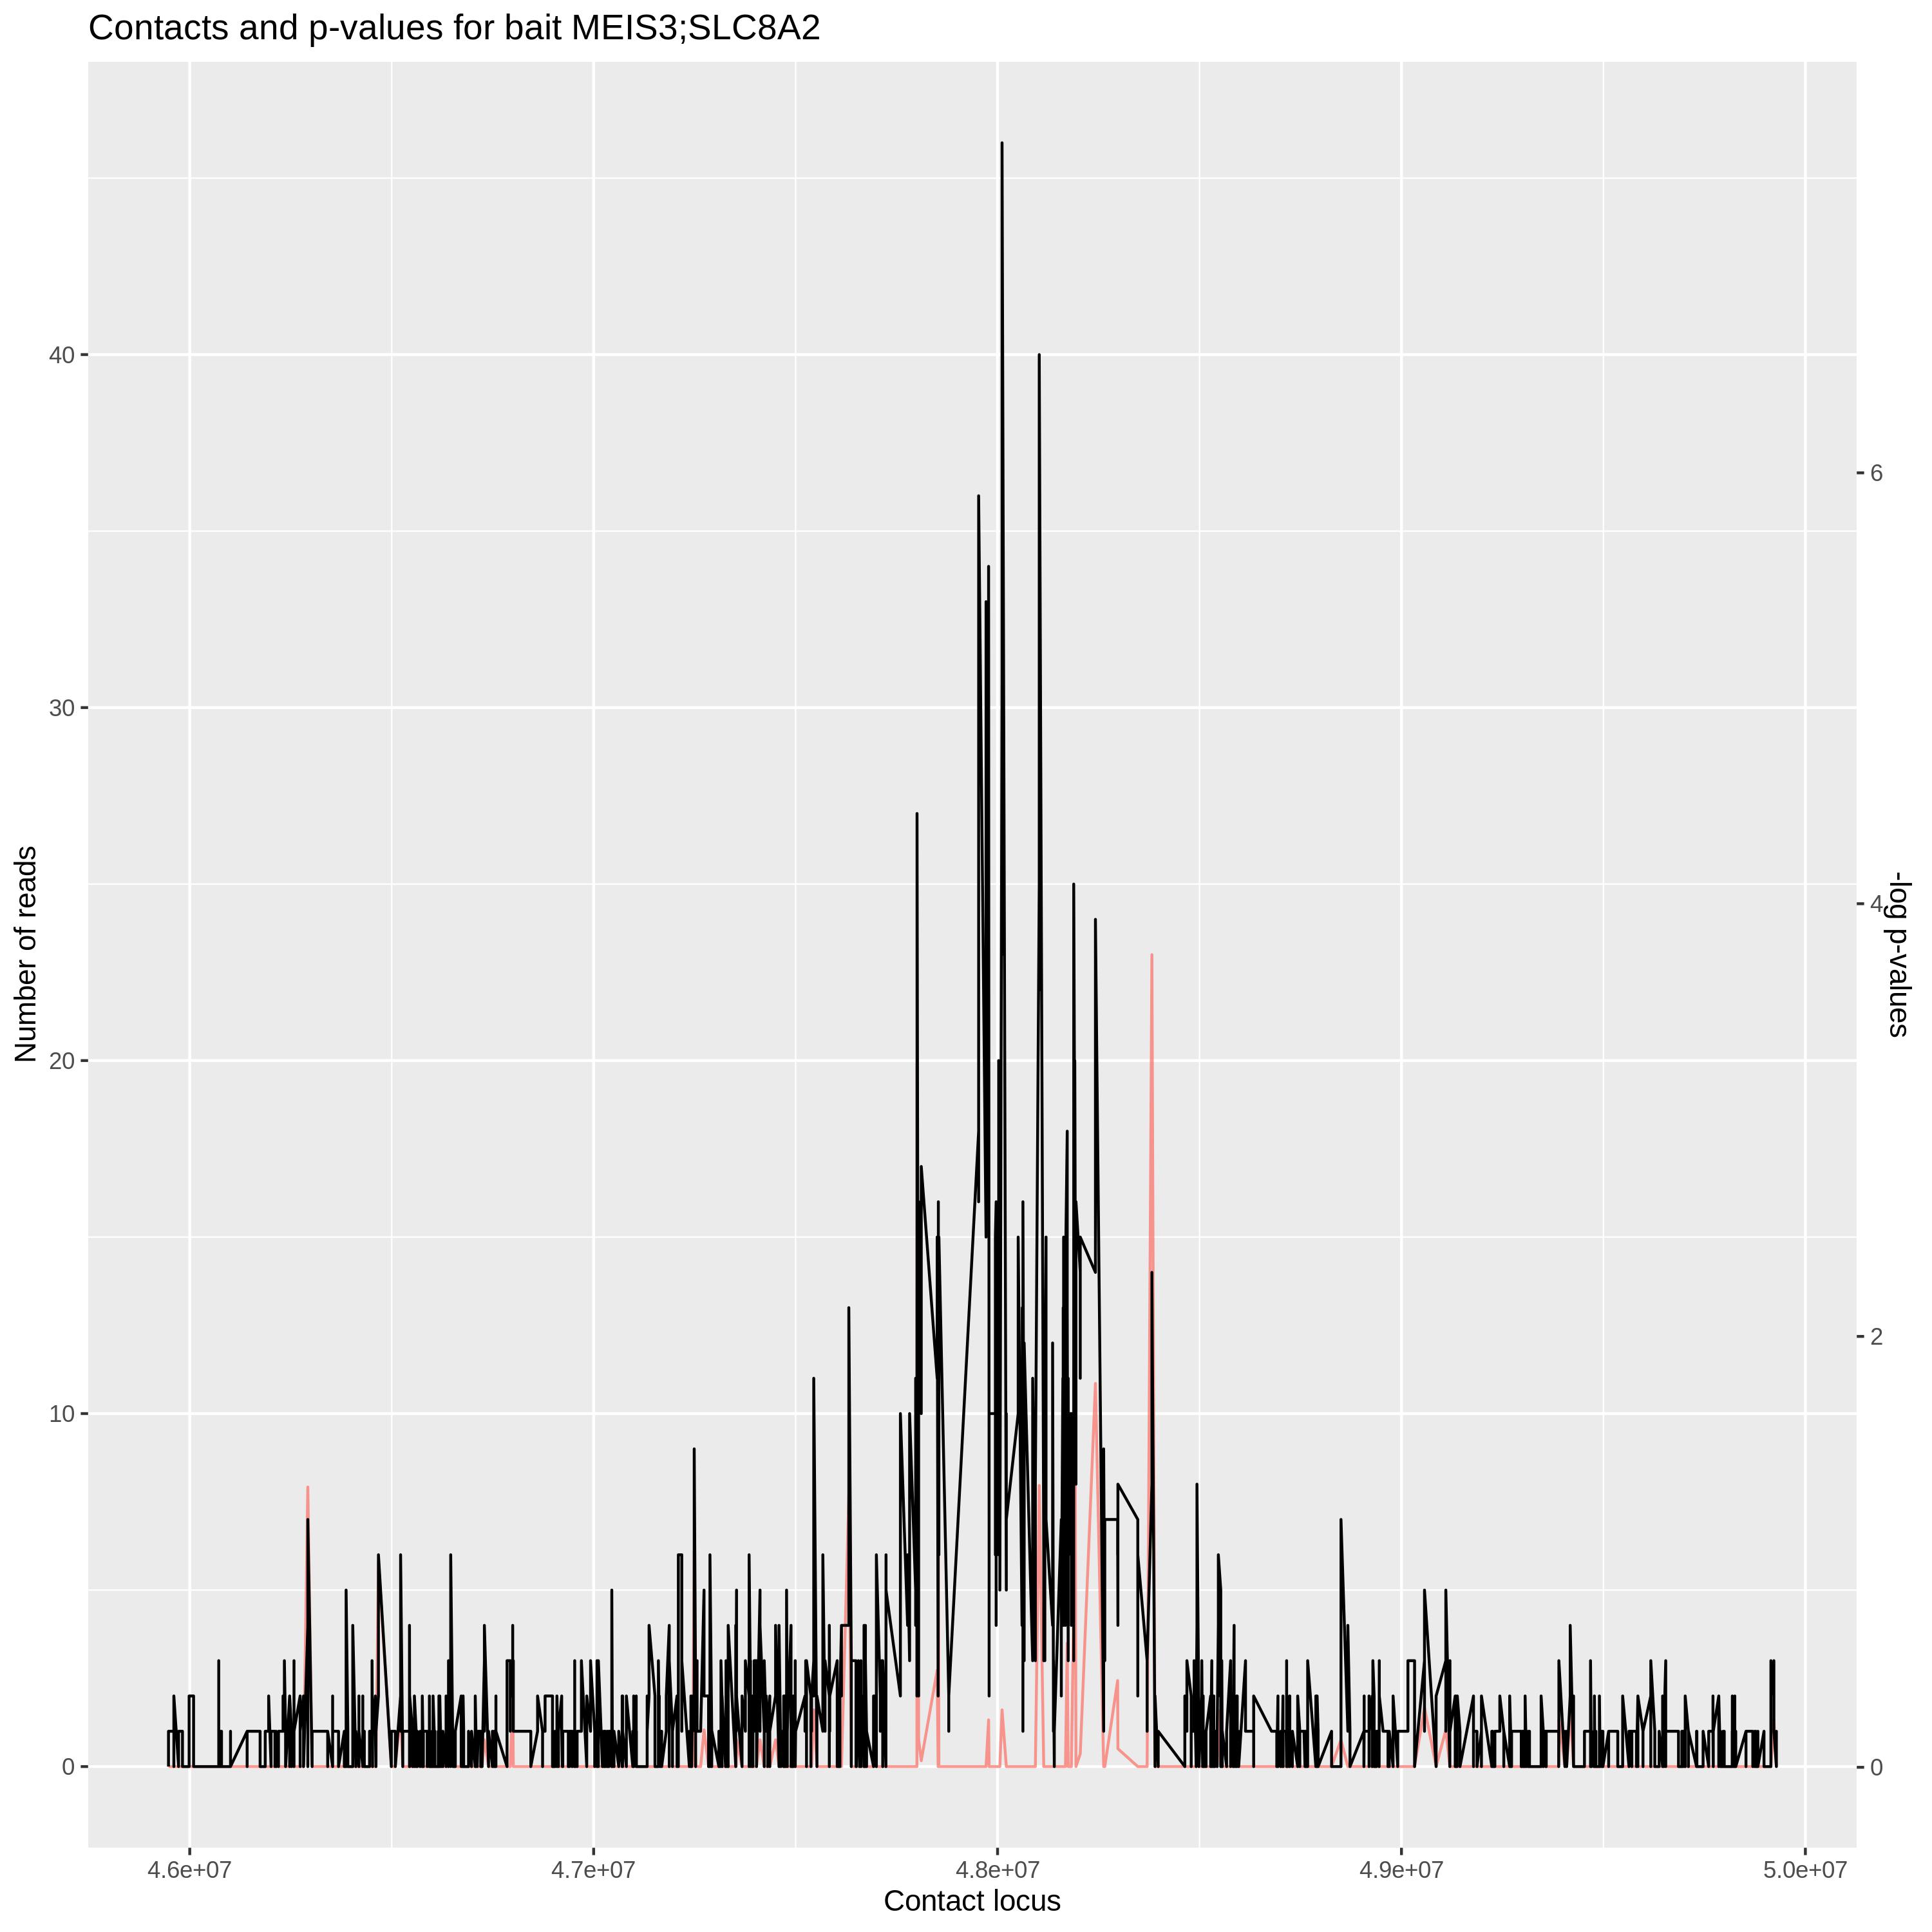 Contacts and p-values for bait MEIS3;SLC8A2
Number of reads
40
30
20
10
0
6
4
2
0
-log p-values
4.6e+07
4.7e+07
4.8e+07
4.9e+07
5.0e+07
Contact locus